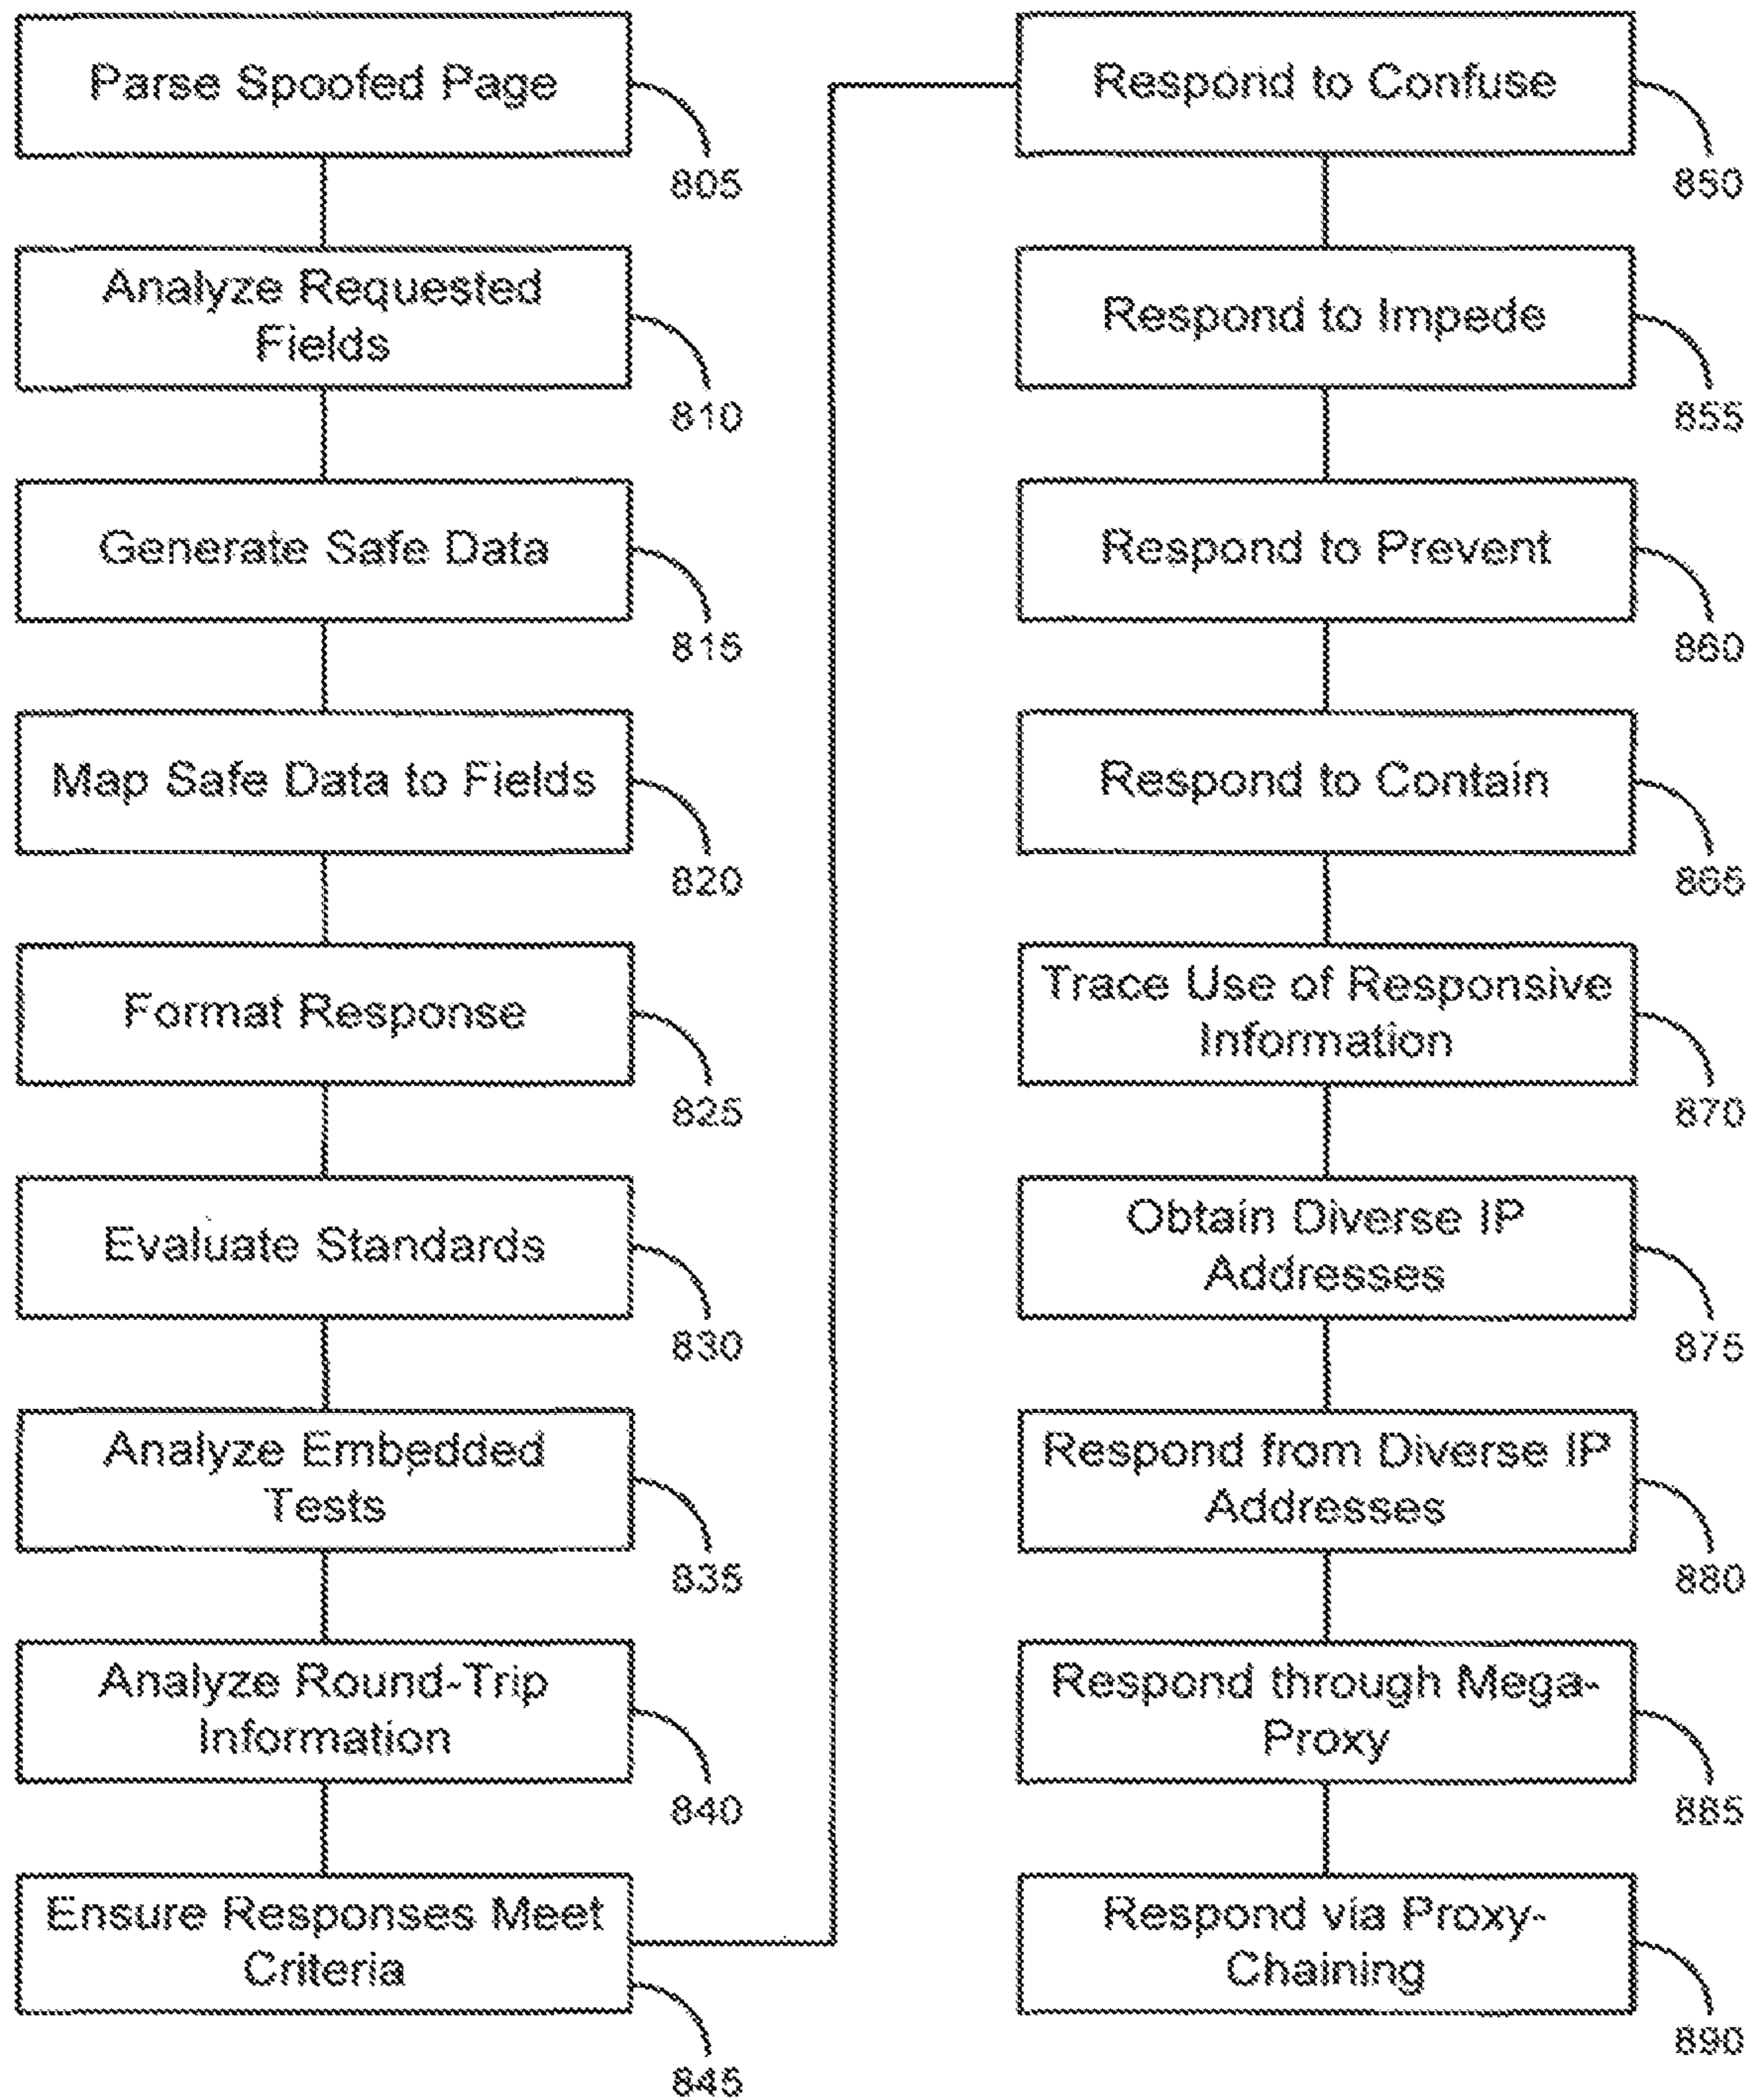 Parse Spoofed Page
805
Analyze Requested
Fields
810
Generate Safe Data
815
Map Safe Data to Fields
820
Format Response
825
Evaluate Standards
830
Analyze Embedded
Tests
835
Analyze Round-Trip
Information
840
Ensure Responses Meet
Criteria
845
Respond to Confuse
850
Respond to Impede
855
Respond to Prevent
860
Respond to Contain
865
Trace Use of Responsive
Information
870
Obtain Diverse IP
Addresses
875
Respond from Diverse IP
Addresses
880
Respond through Mega-
Proxy
885
Respond via Proxy-
Chaining
890